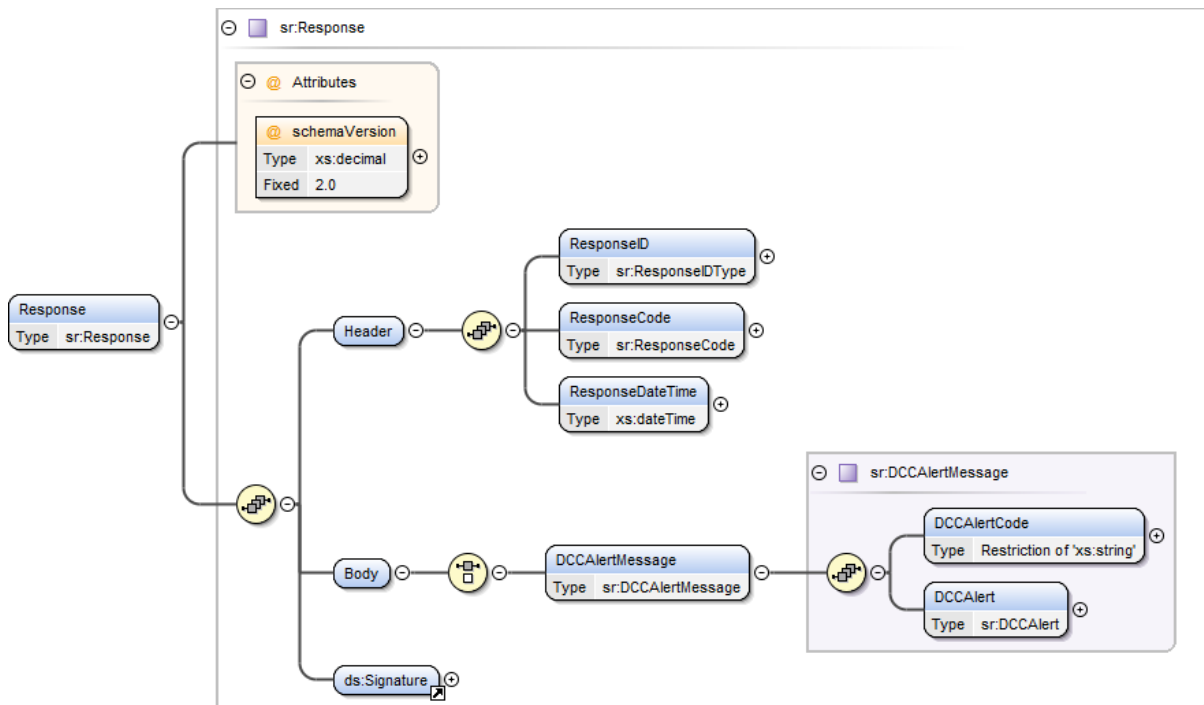 sr:Response
@ Attributes
@ schemaVersion
Type xs:decimal
Fixed 2.0
Response
Type sr:Response
Header
ResponseID
Type sr:ResponseIDType
ResponseCode
Type sr:ResponseCode
ResponseDateTime
Type xs:dateTime
Body
DCCAlertMessage
Type sr:DCCAlertMessage
sr:DCCAlertMessage
DCCAlertCode
Type Restriction of 'xs:string'
DCCAlert
Type sr:DCCAlert
ds:Signature